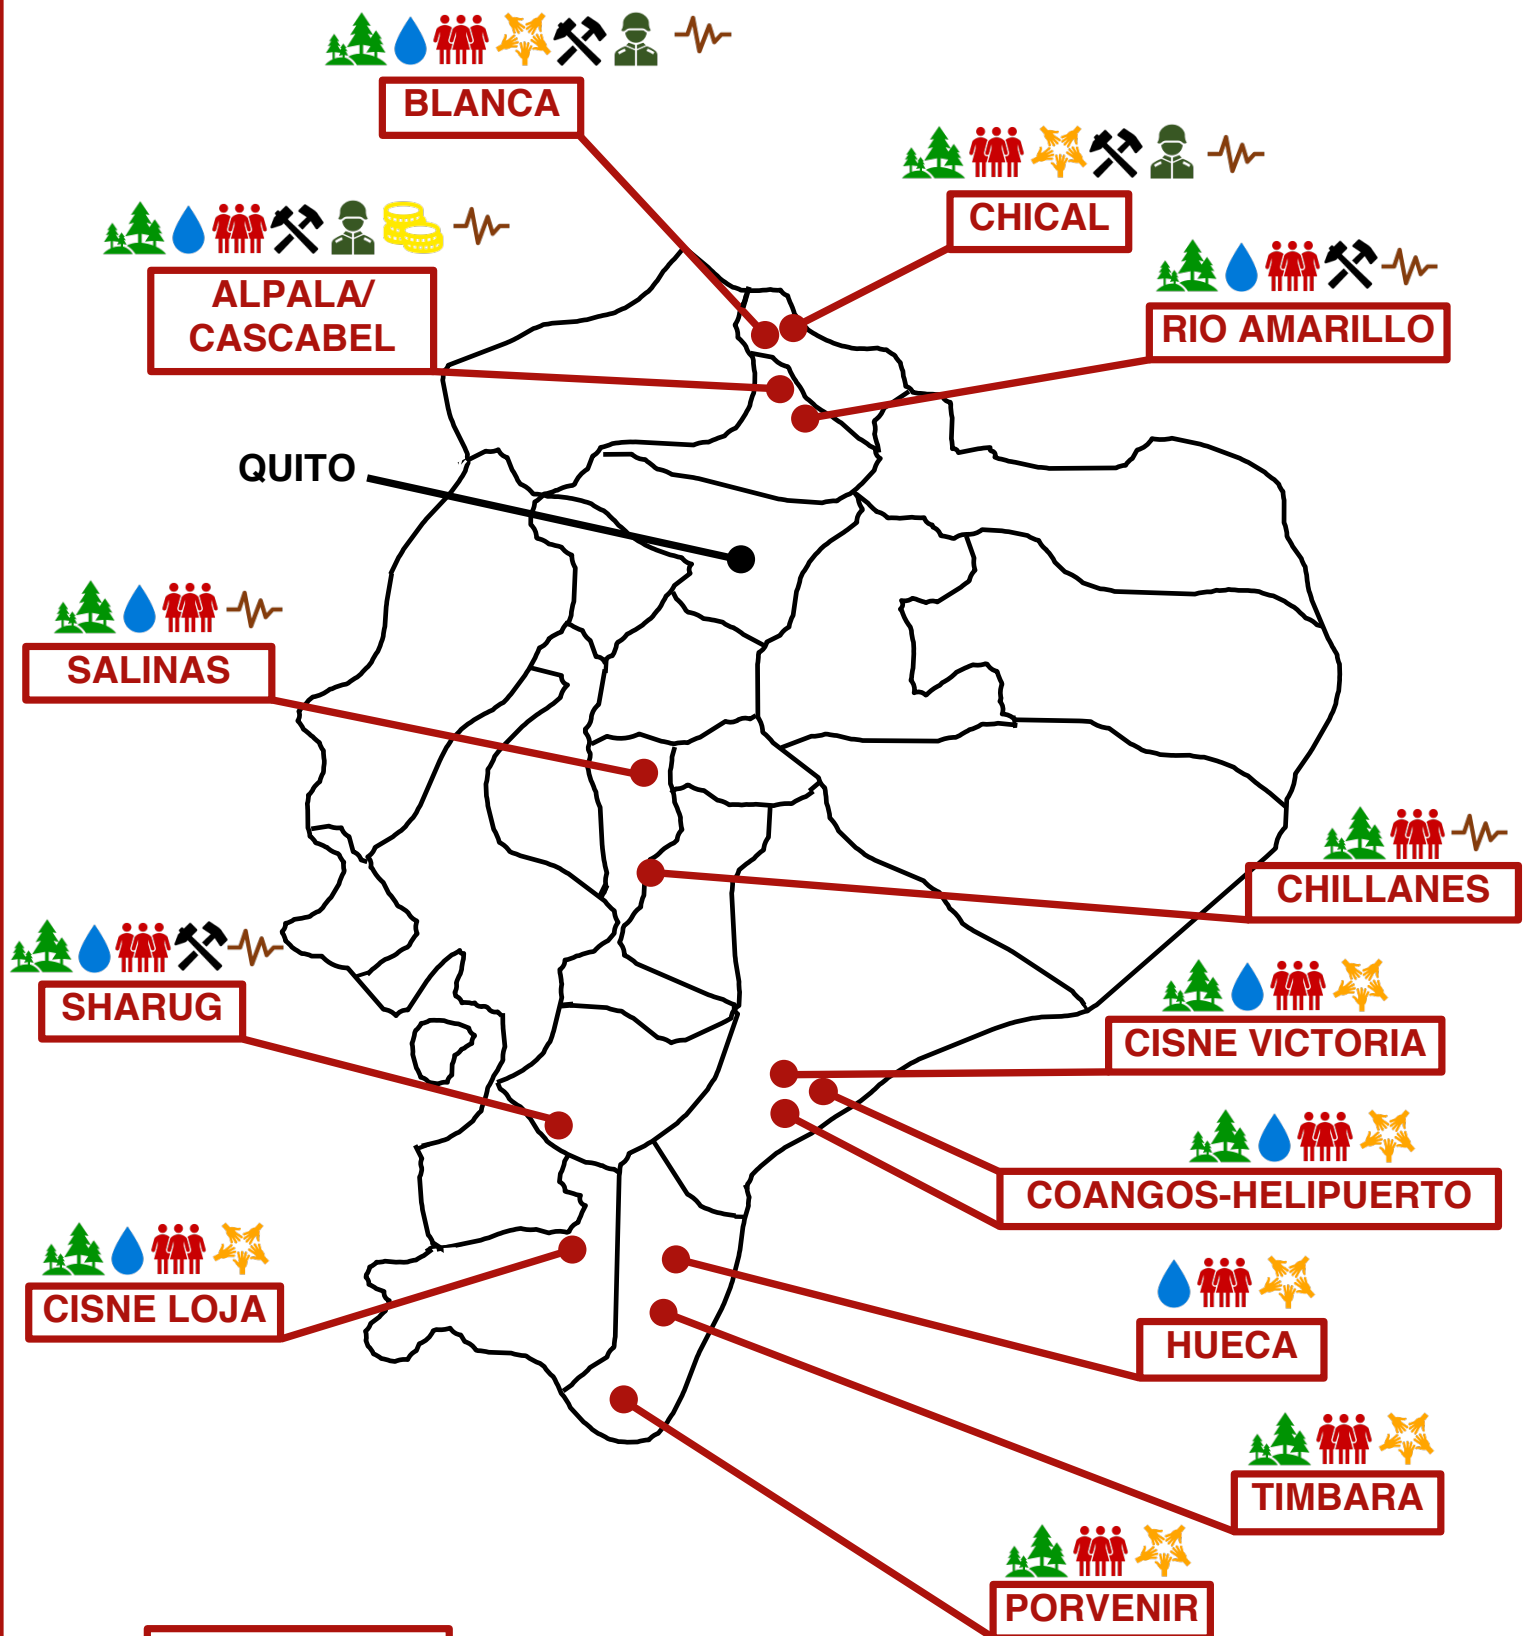 BLANCA
CHICAL
ALPALA/
CASCABEL
RIO AMARILLO
QUITO
SALINAS
CHILLANES
SHARUG
CISNE VICTORIA
COANGOS-HELIPUERTO
CISNE LOJA
HUECA
TIMBARA
PORVENIR